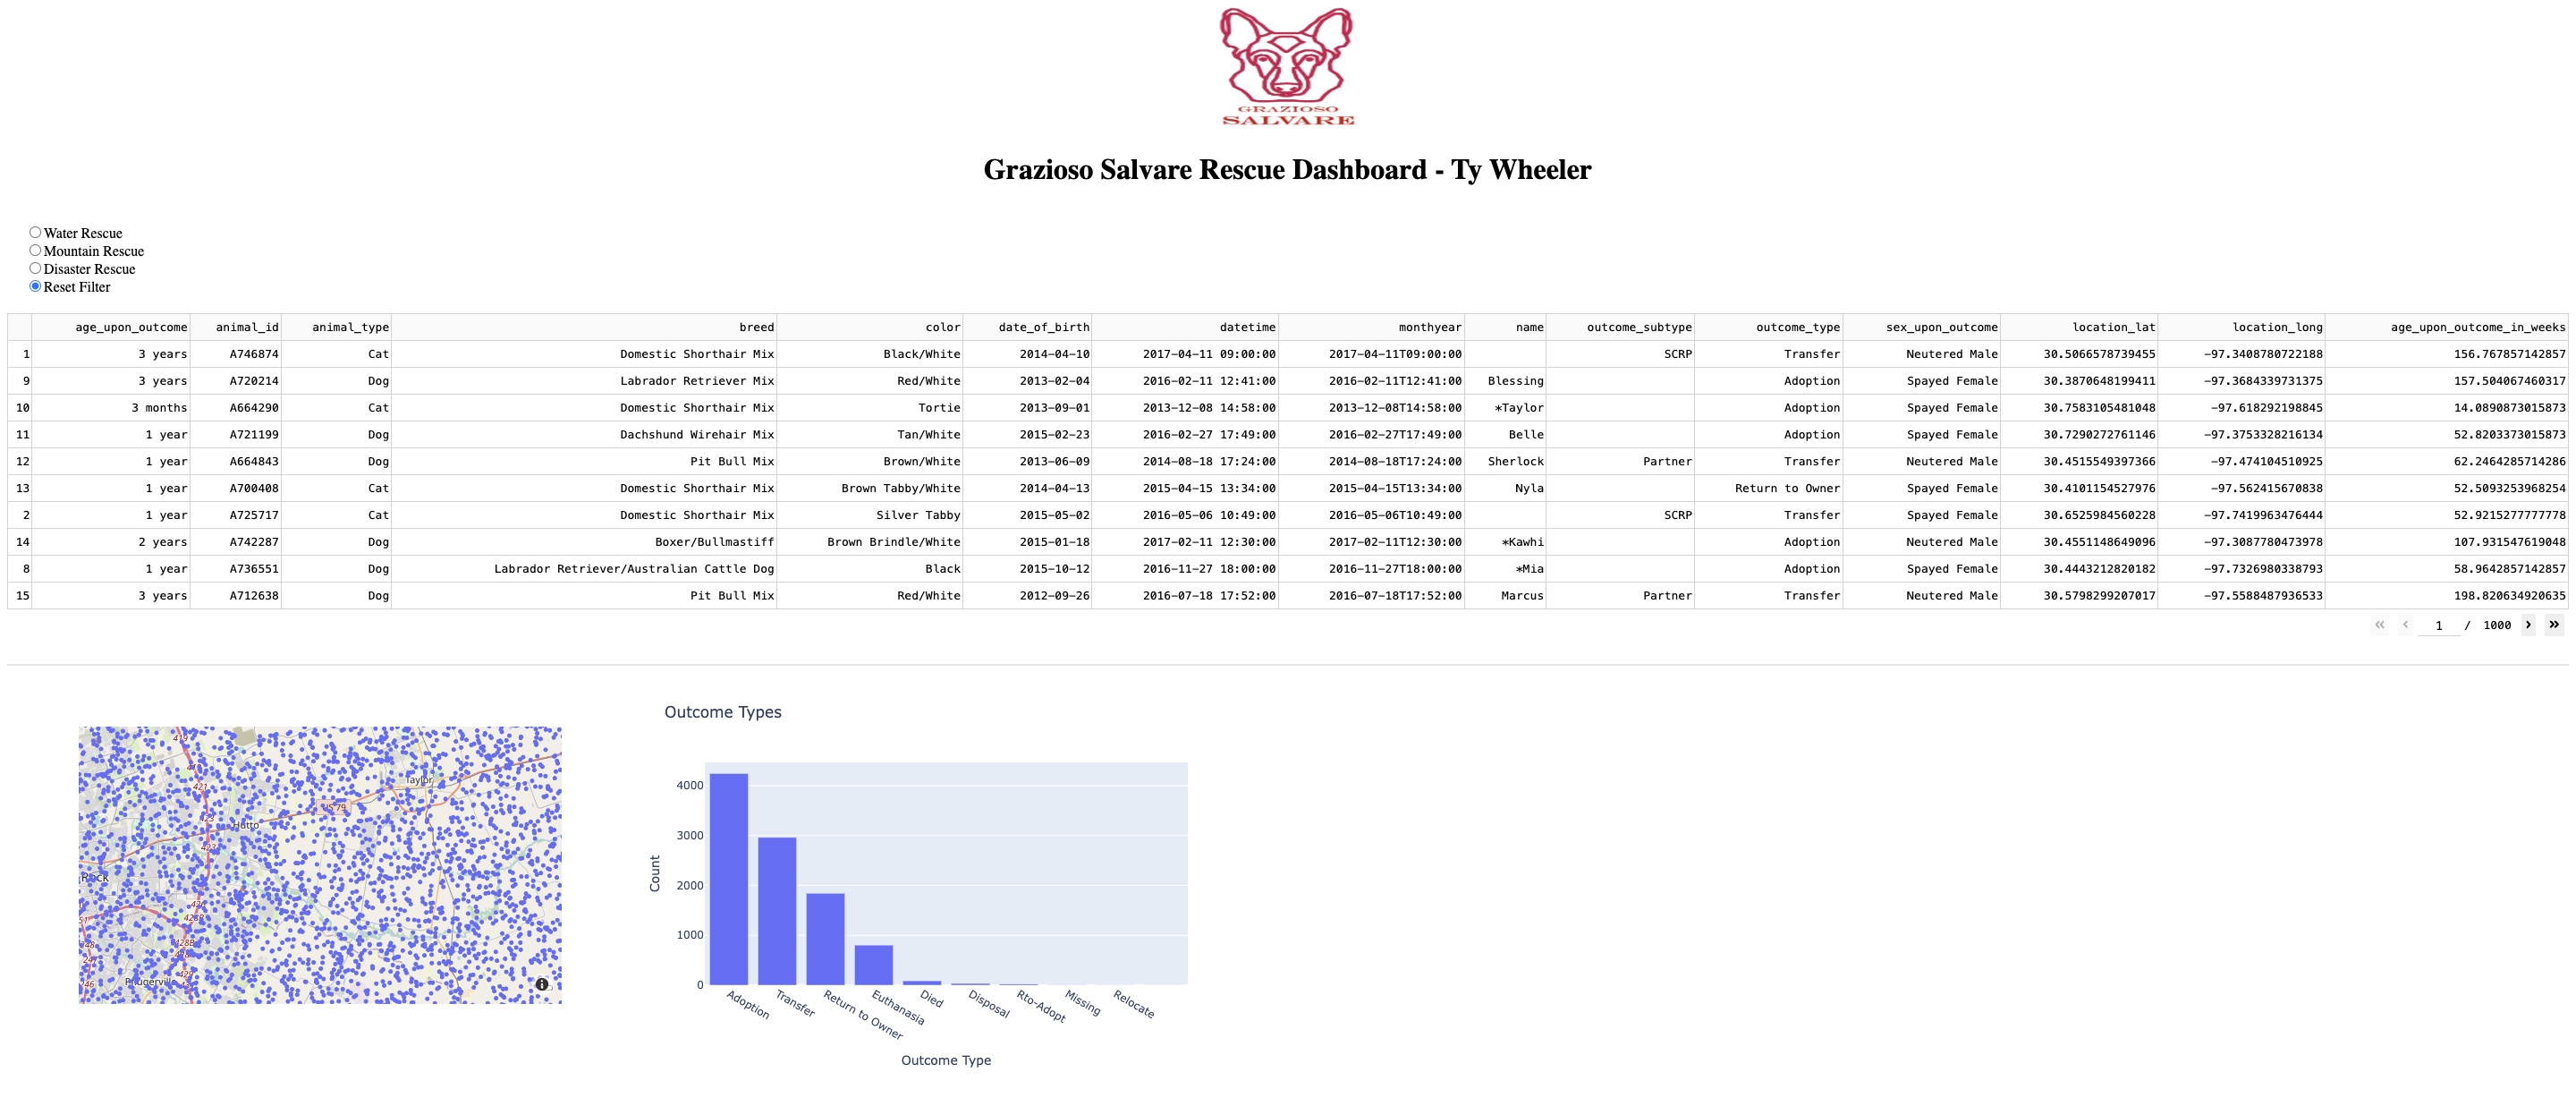 GRAZIOSO
SALVARE
Grazioso Salvare Rescue Dashboard - Ty Wheeler
Water Rescue
Mountain Rescue
Disaster Rescue
Reset Filter
age_upon_outcome animal_id animal_type breed color date_of_birth datetime monthyear name outcome_subtype outcome_type sex_upon_outcome location_lat location_long age_upon_outcome_in_weeks
1 3 years A746874 Cat Domestic Shorthair Mix Black/White 2014-04-10 2017-04-11 09:00:00 2017-04-11T09:00:00 SCRP Transfer Neutered Male 30.5066578739455 -97.3408780722188 156.767857142857
9 3 years A720214 Dog Labrador Retriever Mix Red/White 2013-02-04 2016-02-11 12:41:00 2016-02-11T12:41:00 Blessing Adoption Spayed Female 30.3870648199411 -97.3684339731375 157.504067460317
10 3 months A664290 Cat Domestic Shorthair Mix Tortie 2013-09-01 2013-12-08 14:58:00 2013-12-08T14:58:00 *Taylor Adoption Spayed Female 30.7583105481048 -97.618292198845 14.0890873015873
11 1 year A721199 Dog Dachshund Wirehair Mix Tan/White 2015-02-23 2016-02-27 17:49:00 2016-02-27T17:49:00 Belle Adoption Spayed Female 30.7290272761146 -97.3753328216134 52.8203373015873
12 1 year A664843 Dog Pit Bull Mix Brown/White 2013-06-09 2014-08-18 17:24:00 2014-08-18T17:24:00 Sherlock Partner Transfer Neutered Male 30.4515549397366 -97.474104510925 62.2464285714286
13 1 year A700408 Cat Domestic Shorthair Mix Brown Tabby/White 2014-04-13 2015-04-15 13:34:00 2015-04-15T13:34:00 Nyla Return to Owner Spayed Female 30.4101154527976 -97.562415670838 52.5093253968254
2 1 year A725717 Cat Domestic Shorthair Mix Silver Tabby 2015-05-02 2016-05-06 10:49:00 2016-05-06T10:49:00 SCRP Transfer Spayed Female 30.6525984560228 -97.7419963476444 52.9215277777778
14 2 years A742287 Dog Boxer/Bullmastiff Brown Brindle/White 2015-01-18 2017-02-11 12:30:00 2017-02-11T12:30:00 *Kawhi Adoption Neutered Male 30.4551148649096 -97.3087780473978 107.931547619048
8 1 year A736551 Dog Labrador Retriever/Australian Cattle Dog Black 2015-10-12 2016-11-27 18:00:00 2016-11-27T18:00:00 *Mia Adoption Spayed Female 30.4443212820182 -97.7326980338793 58.9642857142857
15 3 years A712638 Dog Pit Bull Mix Red/White 2012-09-26 2016-07-18 17:52:00 2016-07-18T17:52:00 Marcus Partner Transfer Neutered Male 30.5798299207017 -97.5588487936533 198.820634920635
1 / 1000
Outcome Types
419
421
Taylor
US 79
423
Hutto
423
Rock
428B
428B
Count
4000
3000
2000
1000
0
Adoption
Transfer
Return to Owner
Euthanasia
Died
Disposal
Rto-Adopt
Missing
Relocate
Outcome Type